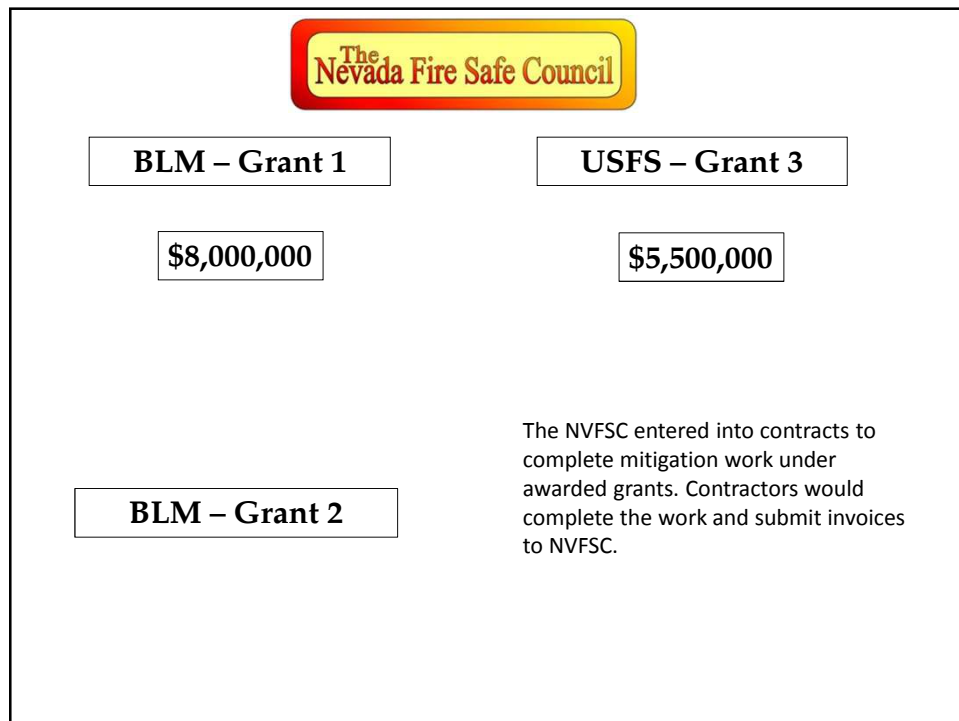 The
Nevada Fire Safe Council
BLM – Grant 1
USFS – Grant 3
$8,000,000
$5,500,000
The NVFSC entered into contracts to
complete mitigation work under
awarded grants. Contractors would
complete the work and submit invoices
to NVFSC.
BLM – Grant 2